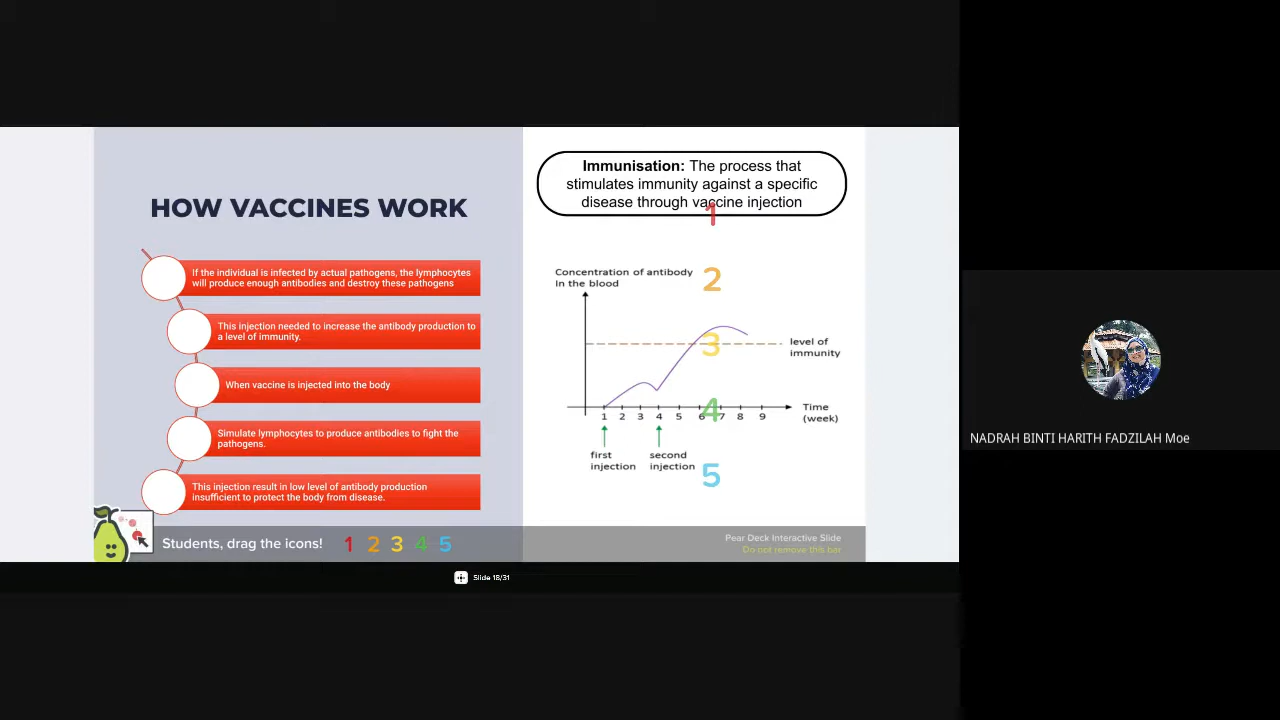 Immunisation: The process that
stimulates immunity against a specific
disease through vaccine injection
HOW VACCINES WORK
If the individual is infected by actual pathogens, the lymphocytes
will produce enough antibodies and destroy these pathogens
This injection needed to increase the antibody production to
a level of immunity.
When vaccine is injected into the body
Simulate lymphocytes to produce antibodies to fight the
pathogens.
This injection result in low level of antibody production
insufficient to protect the body from disease.
1
2
3
4
5
Concentration of antibody
In the blood
level of
immunity
1 2 3 4 5 6 7 8 9
Time
(week)
first
injection
second
injection
Students, drag the icons! 1 2 3 4 5
Pear Deck Interactive Slide
Do not remove this bar
Slide 18/31
NADRAH BINTI HARITH FADZILAH Moe